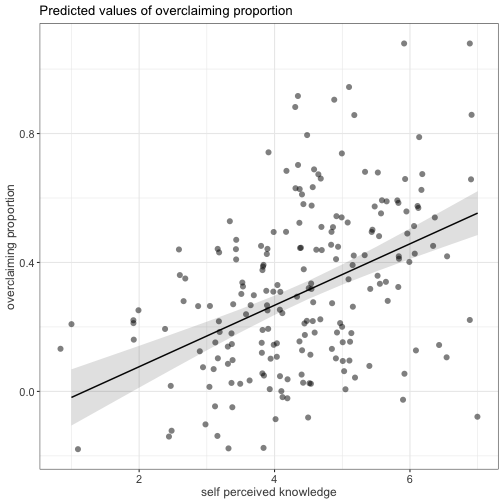 Predicted values of overclaiming proportion
overclaiming proportion
0.8
0.4
0.0
2 4 6
self perceived knowledge